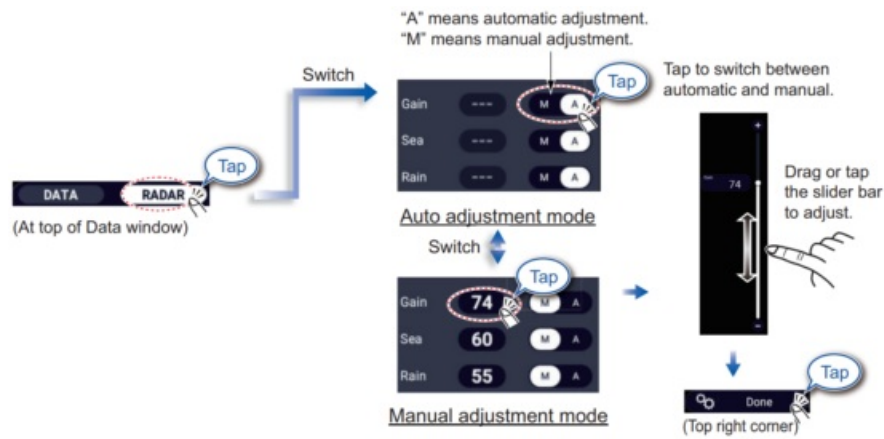 “A” means automatic adjustment.
“M” means manual adjustment.
Switch
Tap
Tap to switch between
automatic and manual.
Gain --- M A
Sea --- M A
Rain --- M A
Auto adjustment mode
DATA RADAR
Tap
(At top of Data window)
Switch
Tap
Gain 74 M A
Sea 60 M A
Rain 55 M A
Manual adjustment mode
+
Gain 74
-
Drag or tap
the slider bar
to adjust.
Tap
Done
(Top right corner)